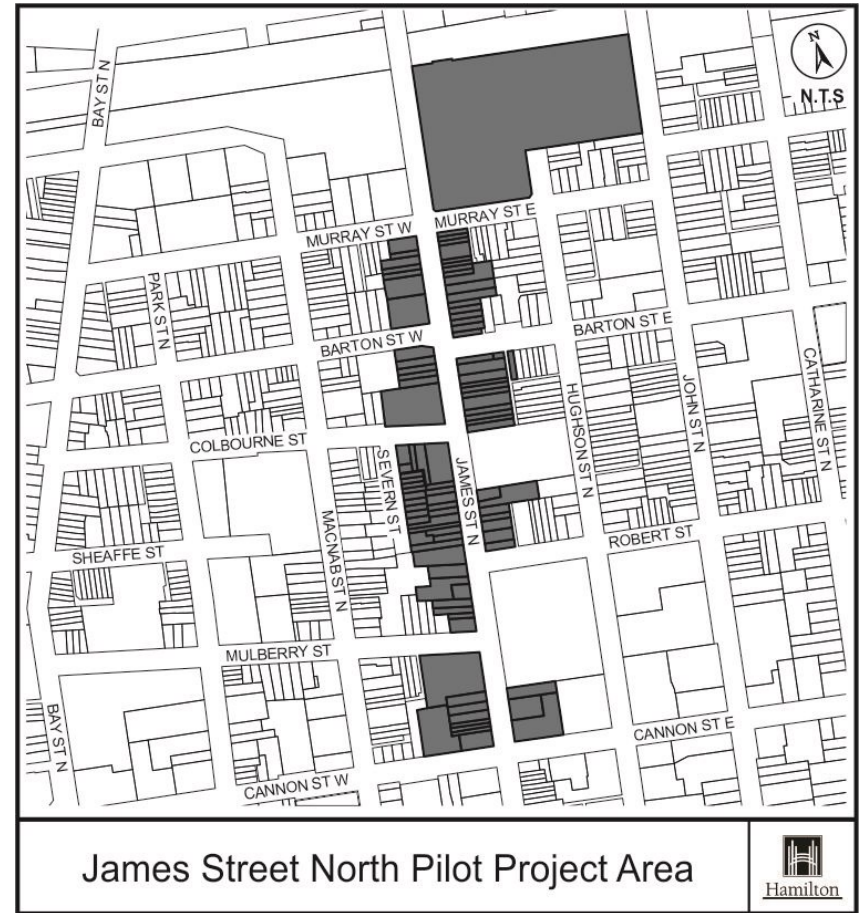 BAY ST N
N
N.T.S
MURRAY ST E
MURRAY ST W
PARK ST N
BARTON ST E
BARTON ST W
CATHARINE ST N
JOHN ST N
HUGHSON ST N
COLBOURNE ST
SEVERN ST
JAMES ST N
MACNAB ST N
ROBERT ST
SHEAFFE ST
MULBERRY ST
BAY ST N
CANNON ST E
CANNON ST W
James Street North Pilot Project Area
Hamilton